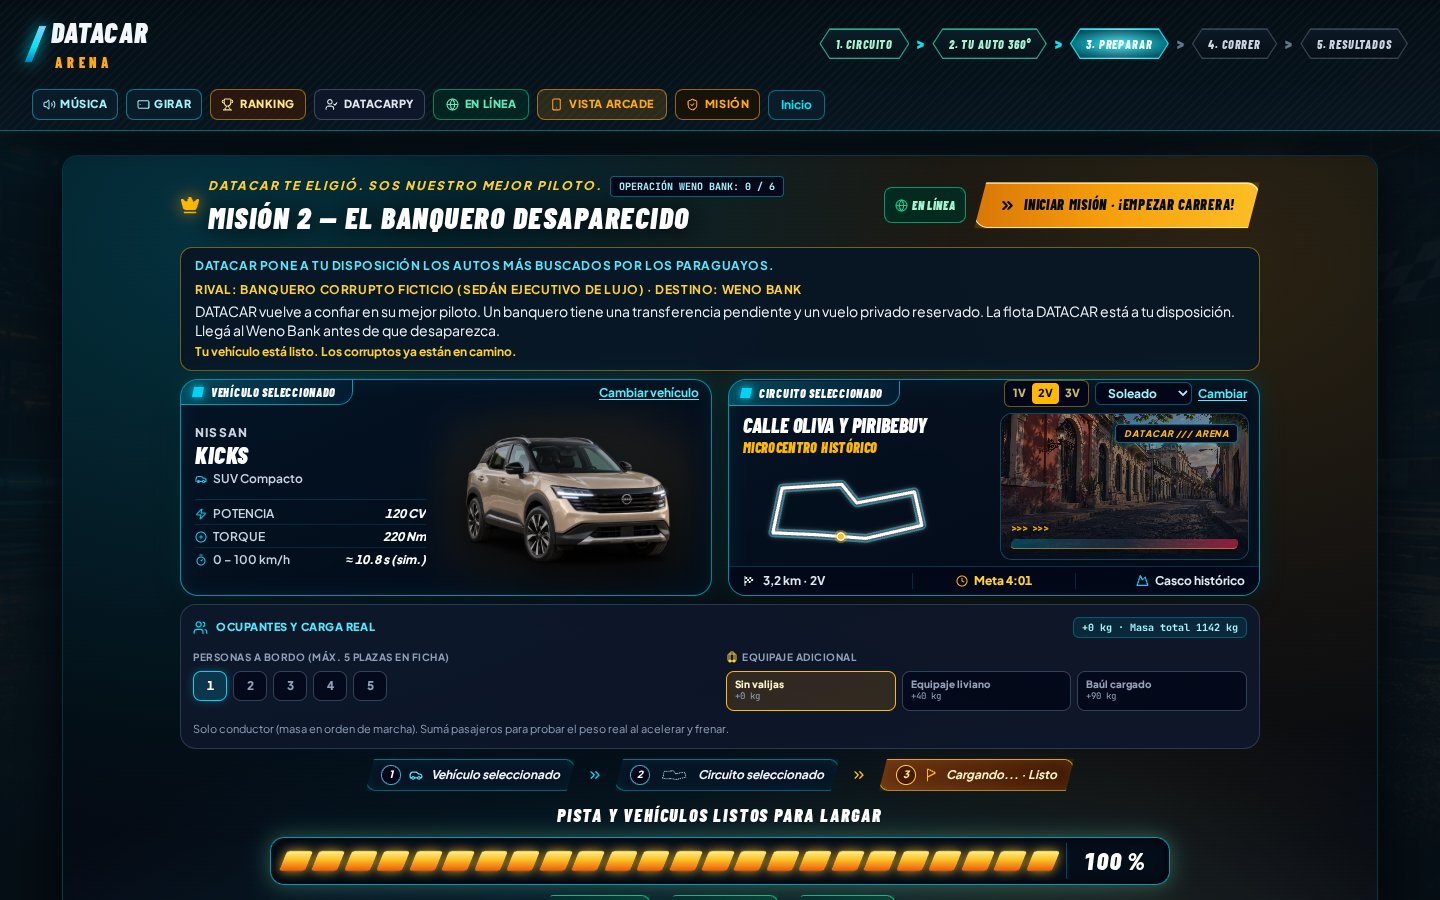 DATACAR
ARENA
1. CIRCUITO
2. TU AUTO 360°
3. PREPARAR
4. CORRER
5. RESULTADOS
MÚSICA
GIRAR
RANKING
DATACARPY
EN LÍNEA
VISTA ARCADE
MISIÓN
Inicio
DATACAR TE ELIGIÓ. SOS NUESTRO MEJOR PILOTO.
OPERACIÓN WENO BANK: 0 / 6
MISIÓN 2 — EL BANQUERO DESAPARECIDO
EN LÍNEA
INICIAR MISIÓN · ¡EMPEZAR CARRERA!
DATACAR PONE A TU DISPOSICIÓN LOS AUTOS MÁS BUSCADOS POR LOS PARAGUAYOS.
RIVAL: BANQUERO CORRUPTO FICTICIO (SEDÁN EJECUTIVO DE LUJO) · DESTINO: WENO BANK
DATACAR vuelve a confiar en su mejor piloto. Un banquero tiene una transferencia pendiente y un vuelo privado reservado. La flota DATACAR está a tu disposición.
Llegá al Weno Bank antes de que desaparezca.
Tu vehículo está listo. Los corruptos ya están en camino.
VEHÍCULO SELECCIONADO
Cambiar vehículo
NISSAN
KICKS
SUV Compacto
POTENCIA 120 CV
TORQUE 220 Nm
0 – 100 km/h ≈ 10.8 s (sim.)
CIRCUITO SELECCIONADO
1V 2V 3V
Soleado
Cambiar
CALLE OLIVA Y PIRIBEBUY
MICROCENTRO HISTÓRICO
DATACAR /// ARENA
>>> >>>
3,2 km · 2V
Meta 4:01
Casco histórico
OCUPANTES Y CARGA REAL
+0 kg · Masa total 1142 kg
PERSONAS A BORDO (MÁX. 5 PLAZAS EN FICHA)
1 2 3 4 5
EQUIPAJE ADICIONAL
Sin valijas
+0 kg
Equipaje liviano
+40 kg
Baúl cargado
+90 kg
Solo conductor (masa en orden de marcha). Sumá pasajeros para probar el peso real al acelerar y frenar.
1 Vehículo seleccionado
2 Circuito seleccionado
3 Cargando... · Listo
PISTA Y VEHÍCULOS LISTOS PARA LARGAR
100 %